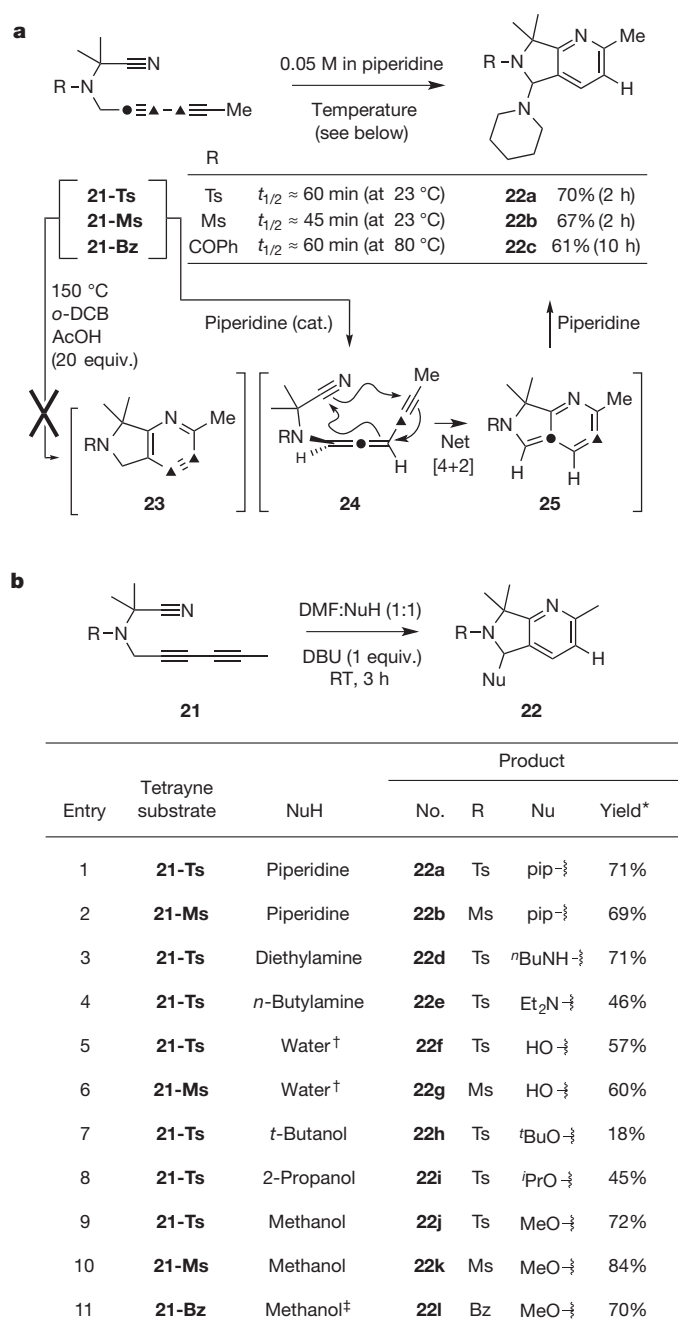 a
N
R-N
Me
0.05 M in piperidine
Temperature
(see below)
N
Me
R-N
H
N
R
21-Ts Ts t1/2 ≈ 60 min (at 23 °C) 22a 70% (2 h)
21-Ms Ms t1/2 ≈ 45 min (at 23 °C) 22b 67% (2 h)
21-Bz COPh t1/2 ≈ 60 min (at 80 °C) 22c 61% (10 h)
150 °C
o-DCB
AcOH
(20 equiv.)
Piperidine (cat.)
Piperidine
N
Me
RN
23
N
Me
RN
H
H
24
Net
[4+2]
N
Me
RN
H
H
25
b
N
R-N
21
DMF:NuH (1:1)
DBU (1 equiv.)
RT, 3 h
N
R-N
H
Nu
22
Product
Entry Tetrayne substrate NuH No. R Nu Yield*
1 21-Ts Piperidine 22a Ts pip 71%
2 21-Ms Piperidine 22b Ms pip 69%
3 21-Ts Diethylamine 22d Ts nBuNH 71%
4 21-Ts n-Butylamine 22e Ts Et2N 46%
5 21-Ts Water† 22f Ts HO 57%
6 21-Ms Water† 22g Ms HO 60%
7 21-Ts t-Butanol 22h Ts tBuO 18%
8 21-Ts 2-Propanol 22i Ts iPrO 45%
9 21-Ts Methanol 22j Ts MeO 72%
10 21-Ms Methanol 22k Ms MeO 84%
11 21-Bz Methanol‡ 22l Bz MeO 70%